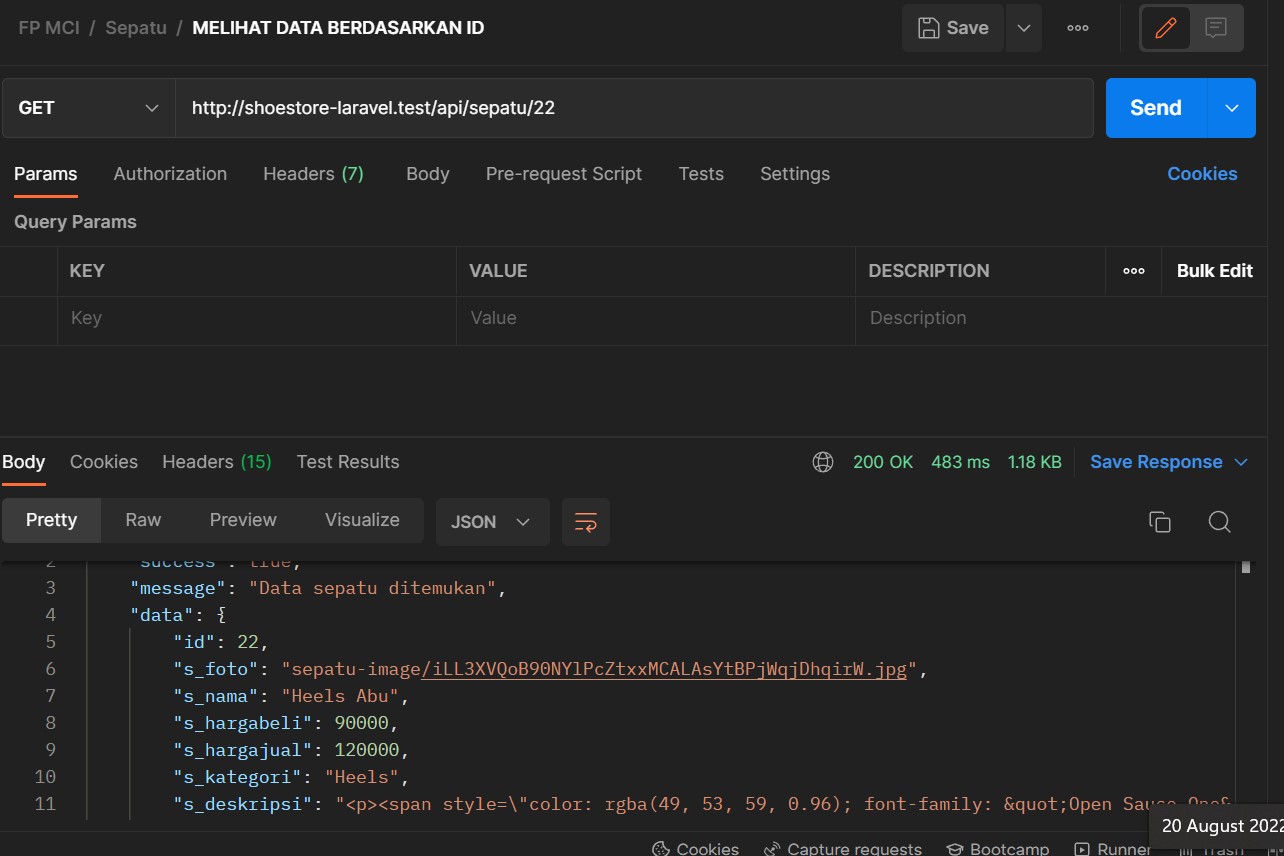 FP MCI / Sepatu / MELIHAT DATA BERDASARKAN ID
Save
GET
http://shoestore-laravel.test/api/sepatu/22
Send
Params Authorization Headers (7) Body Pre-request Script Tests Settings Cookies
Query Params
KEY VALUE DESCRIPTION Bulk Edit
Key Value Description
Body Cookies Headers (15) Test Results 200 OK 483 ms 1.18 KB Save Response
Pretty Raw Preview Visualize JSON
2 "success": true,
3 "message": "Data sepatu ditemukan",
4 "data": {
5 "id": 22,
6 "s_foto": "sepatu-image/iLL3XVQoB90NYlPcZtxxMCALAsYtBPjWqjDhqirW.jpg",
7 "s_nama": "Heels Abu",
8 "s_hargabeli": 90000,
9 "s_hargajual": 120000,
10 "s_kategori": "Heels",
11 "s_deskripsi": "<p><span style=\"color: rgba(49, 53, 59, 0.96); font-family: &quot;Open Sauce One&
20 August 2022
Cookies Capture requests Bootcamp Runner Trash